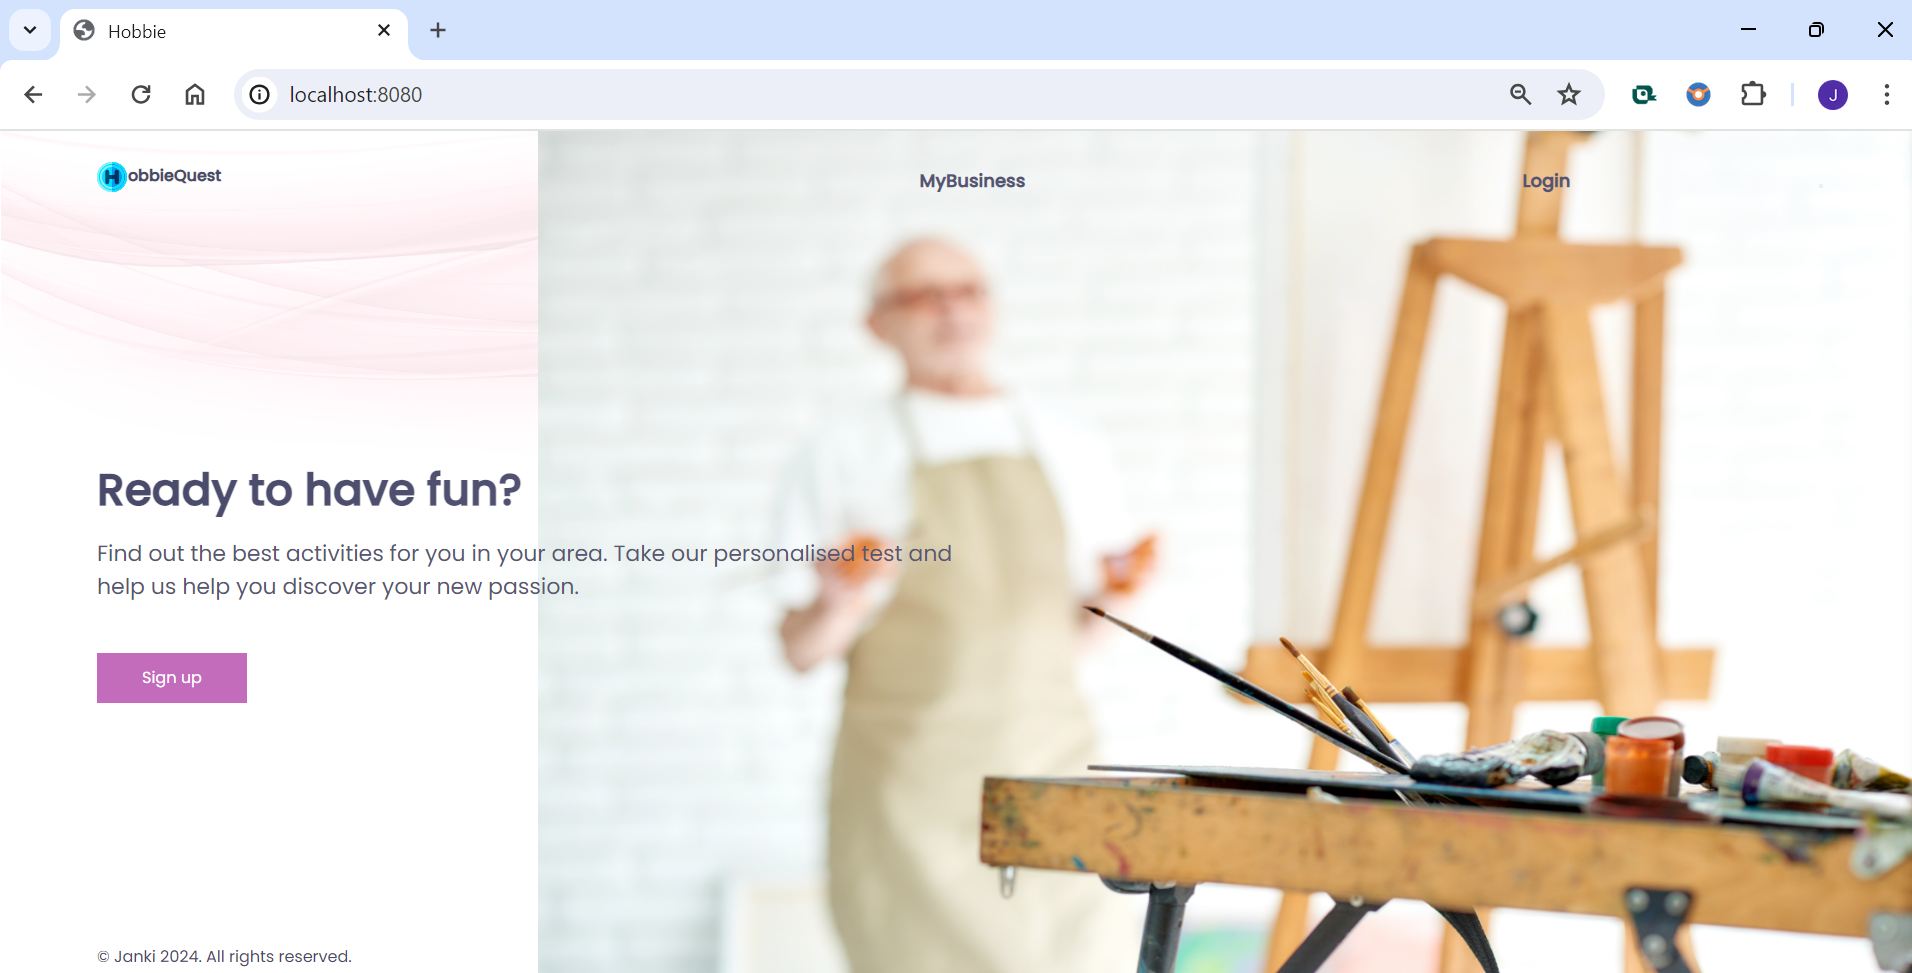 Hobbie
localhost:8080
J
HobbieQuest
MyBusiness
Login
Ready to have fun?
Find out the best activities for you in your area. Take our personalised test and
help us help you discover your new passion.
Sign up
© Janki 2024. All rights reserved.